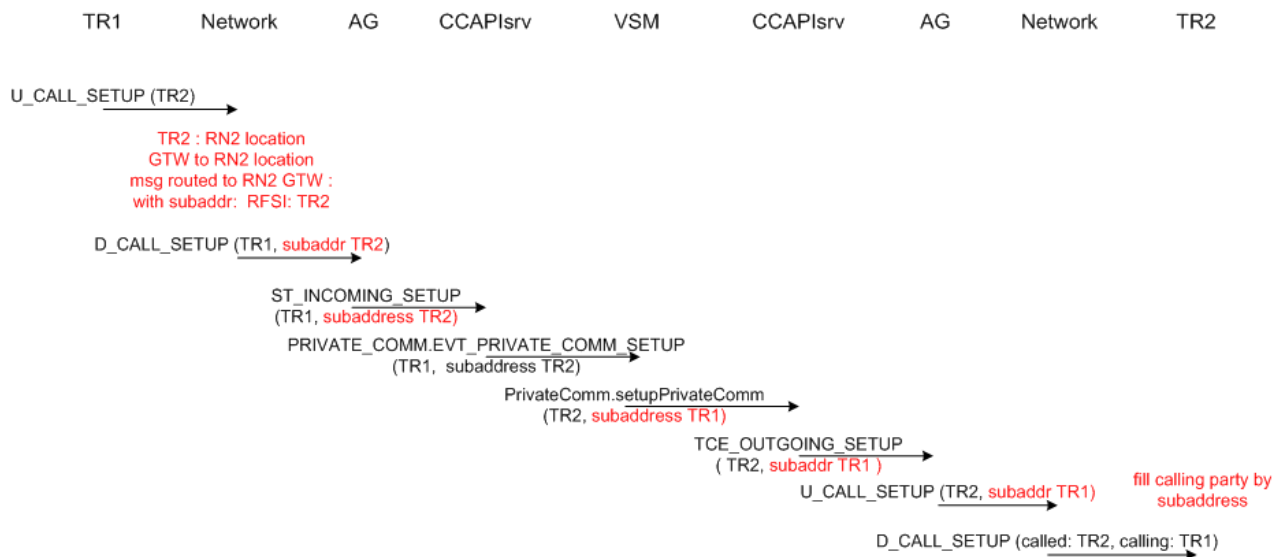 TR1 Network AG CCAPIsrv VSM CCAPIsrv AG Network TR2
U_CALL_SETUP (TR2)
TR2 : RN2 location
GTW to RN2 location
msg routed to RN2 GTW :
with subaddr: RFSI: TR2
D_CALL_SETUP (TR1, subaddr TR2)
ST_INCOMING_SETUP
(TR1, subaddress TR2)
PRIVATE_COMM.EVT_PRIVATE_COMM_SETUP
(TR1, subaddress TR2)
PrivateComm.setupPrivateComm
(TR2, subaddress TR1)
TCE_OUTGOING_SETUP
( TR2, subaddr TR1 )
U_CALL_SETUP (TR2, subaddr TR1)
fill calling party by
subaddress
D_CALL_SETUP (called: TR2, calling: TR1)